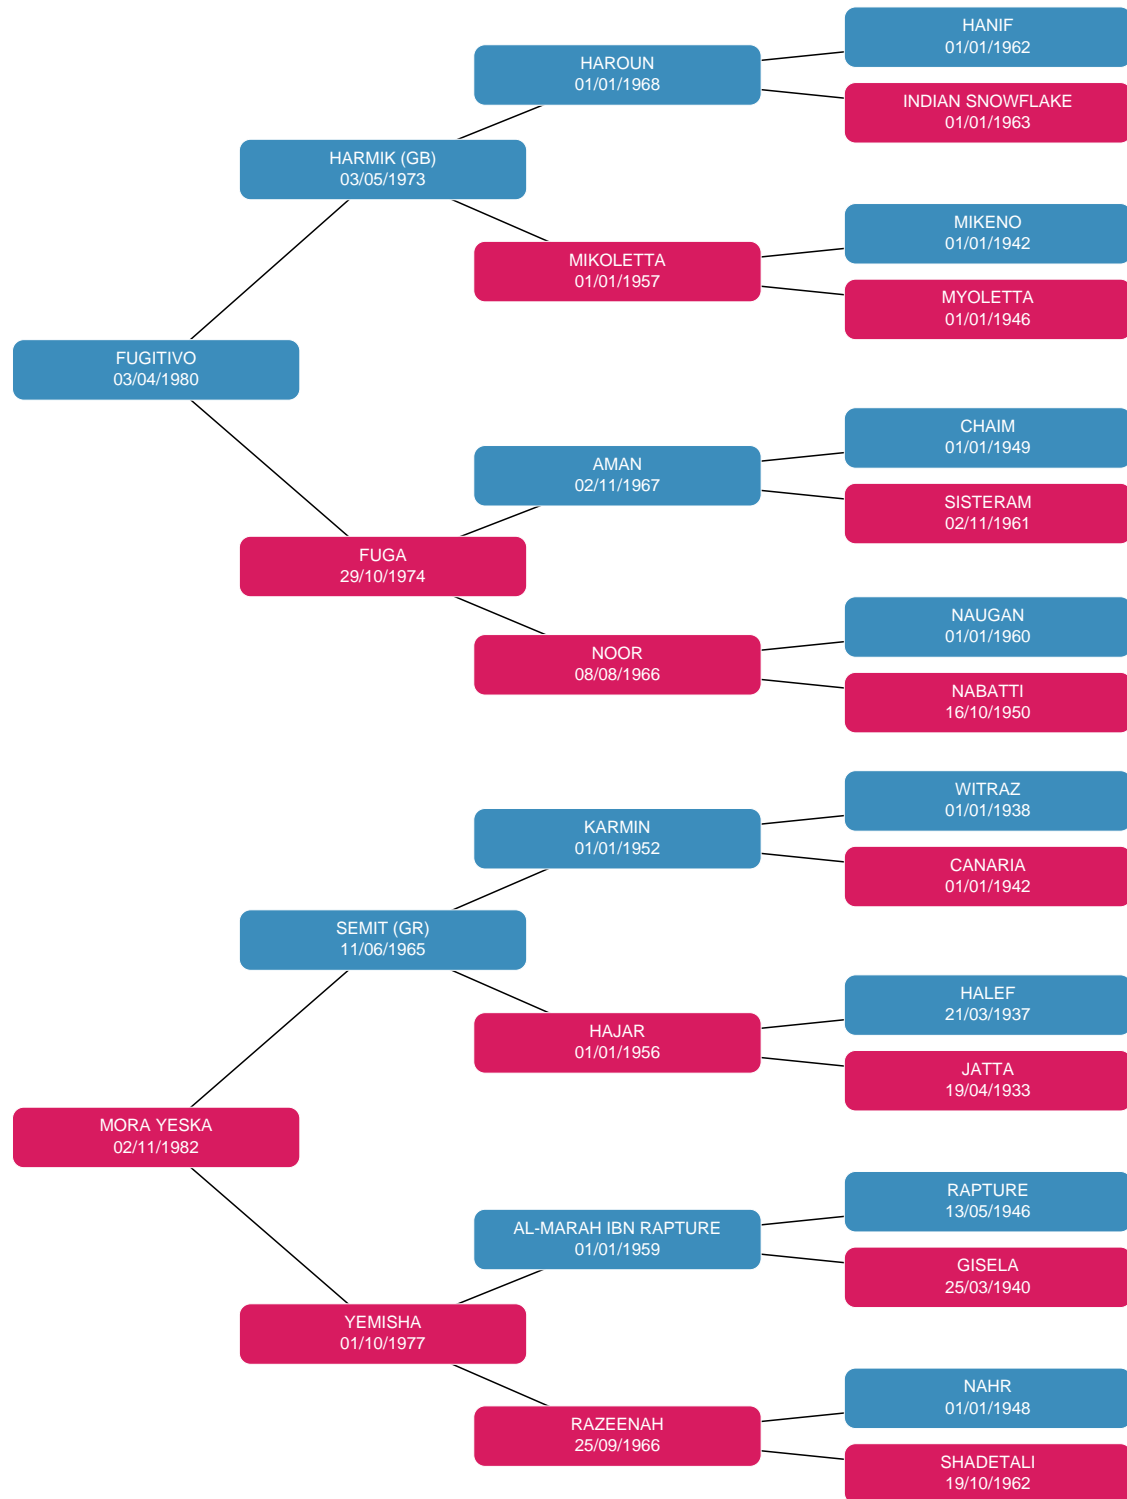 HANIF
01/01/1962
HAROUN
01/01/1968
INDIAN SNOWFLAKE
01/01/1963
HARMIK (GB)
03/05/1973
MIKENO
01/01/1942
MIKOLETTA
01/01/1957
MYOLETTA
01/01/1946
FUGITIVO
03/04/1980
CHAIM
01/01/1949
AMAN
02/11/1967
SISTERAM
02/11/1961
FUGA
29/10/1974
NAUGAN
01/01/1960
NOOR
08/08/1966
NABATTI
16/10/1950
WITRAZ
01/01/1938
KARMIN
01/01/1952
CANARIA
01/01/1942
SEMIT (GR)
11/06/1965
HALEF
21/03/1937
HAJAR
01/01/1956
JATTA
19/04/1933
MORA YESKA
02/11/1982
RAPTURE
13/05/1946
AL-MARAH IBN RAPTURE
01/01/1959
GISELA
25/03/1940
YEMISHA
01/10/1977
NAHR
01/01/1948
RAZEENAH
25/09/1966
SHADETALI
19/10/1962